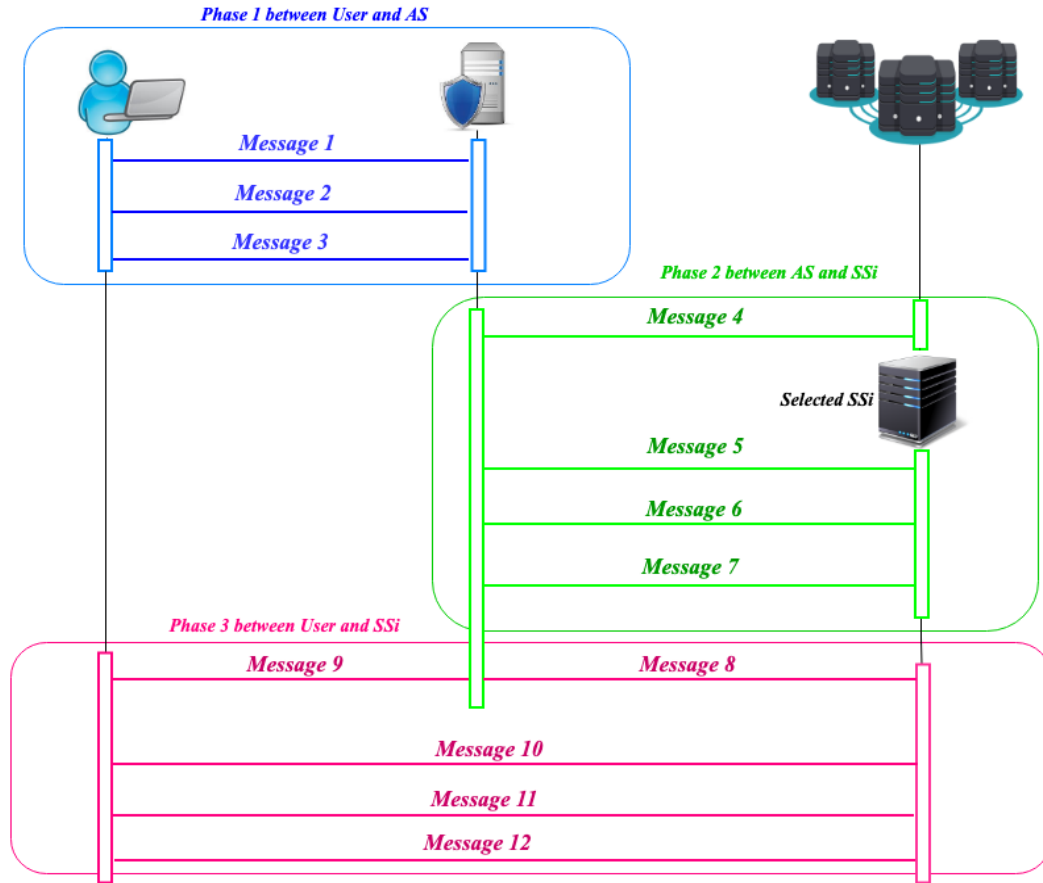 Phase 1 between User and AS
Message 1
Message 2
Message 3
Phase 2 between AS and SSi
Message 4
Selected SSi
Message 5
Message 6
Message 7
Phase 3 between User and SSi
Message 9
Message 8
Message 10
Message 11
Message 12